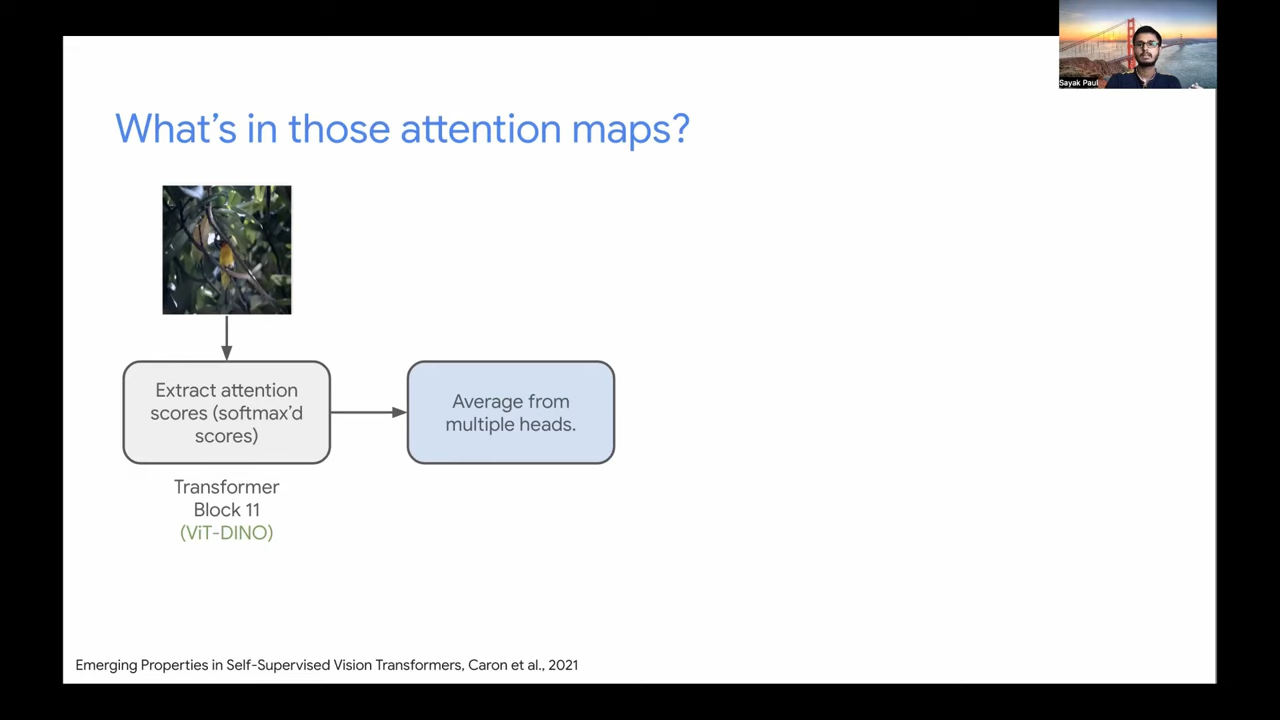 Sayak Paul
What's in those attention maps?
Extract attention
scores (softmax'd
scores)
Average from
multiple heads.
Transformer
Block 11
(ViT-DINO)
Emerging Properties in Self-Supervised Vision Transformers, Caron et al., 2021